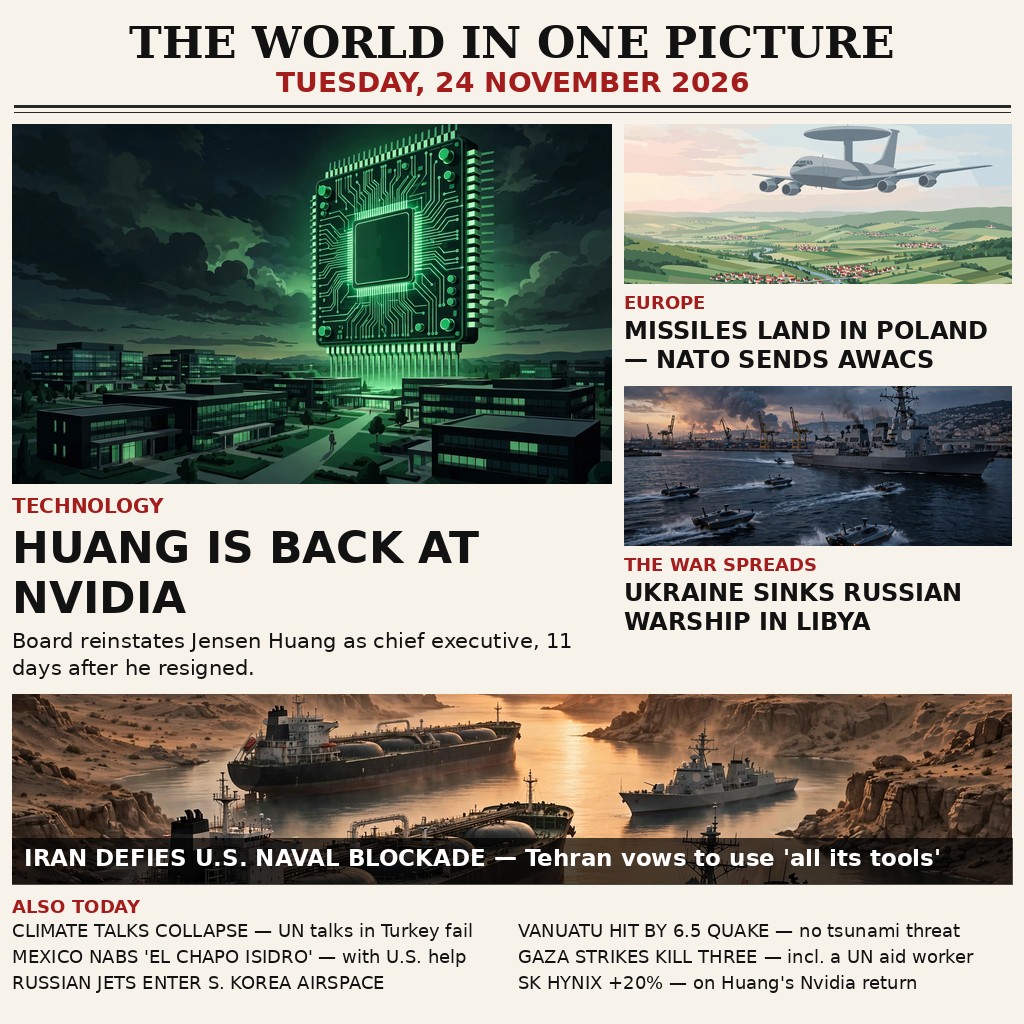 THE WORLD IN ONE PICTURE
TUESDAY, 24 NOVEMBER 2026
TECHNOLOGY
HUANG IS BACK AT
NVIDIA
Board reinstates Jensen Huang as chief executive, 11
days after he resigned.
EUROPE
MISSILES LAND IN POLAND
— NATO SENDS AWACS
THE WAR SPREADS
UKRAINE SINKS RUSSIAN
WARSHIP IN LIBYA
IRAN DEFIES U.S. NAVAL BLOCKADE — Tehran vows to use 'all its tools'
ALSO TODAY
CLIMATE TALKS COLLAPSE — UN talks in Turkey fail
MEXICO NABS 'EL CHAPO ISIDRO' — with U.S. help
RUSSIAN JETS ENTER S. KOREA AIRSPACE
VANUATU HIT BY 6.5 QUAKE — no tsunami threat
GAZA STRIKES KILL THREE — incl. a UN aid worker
SK HYNIX +20% — on Huang's Nvidia return